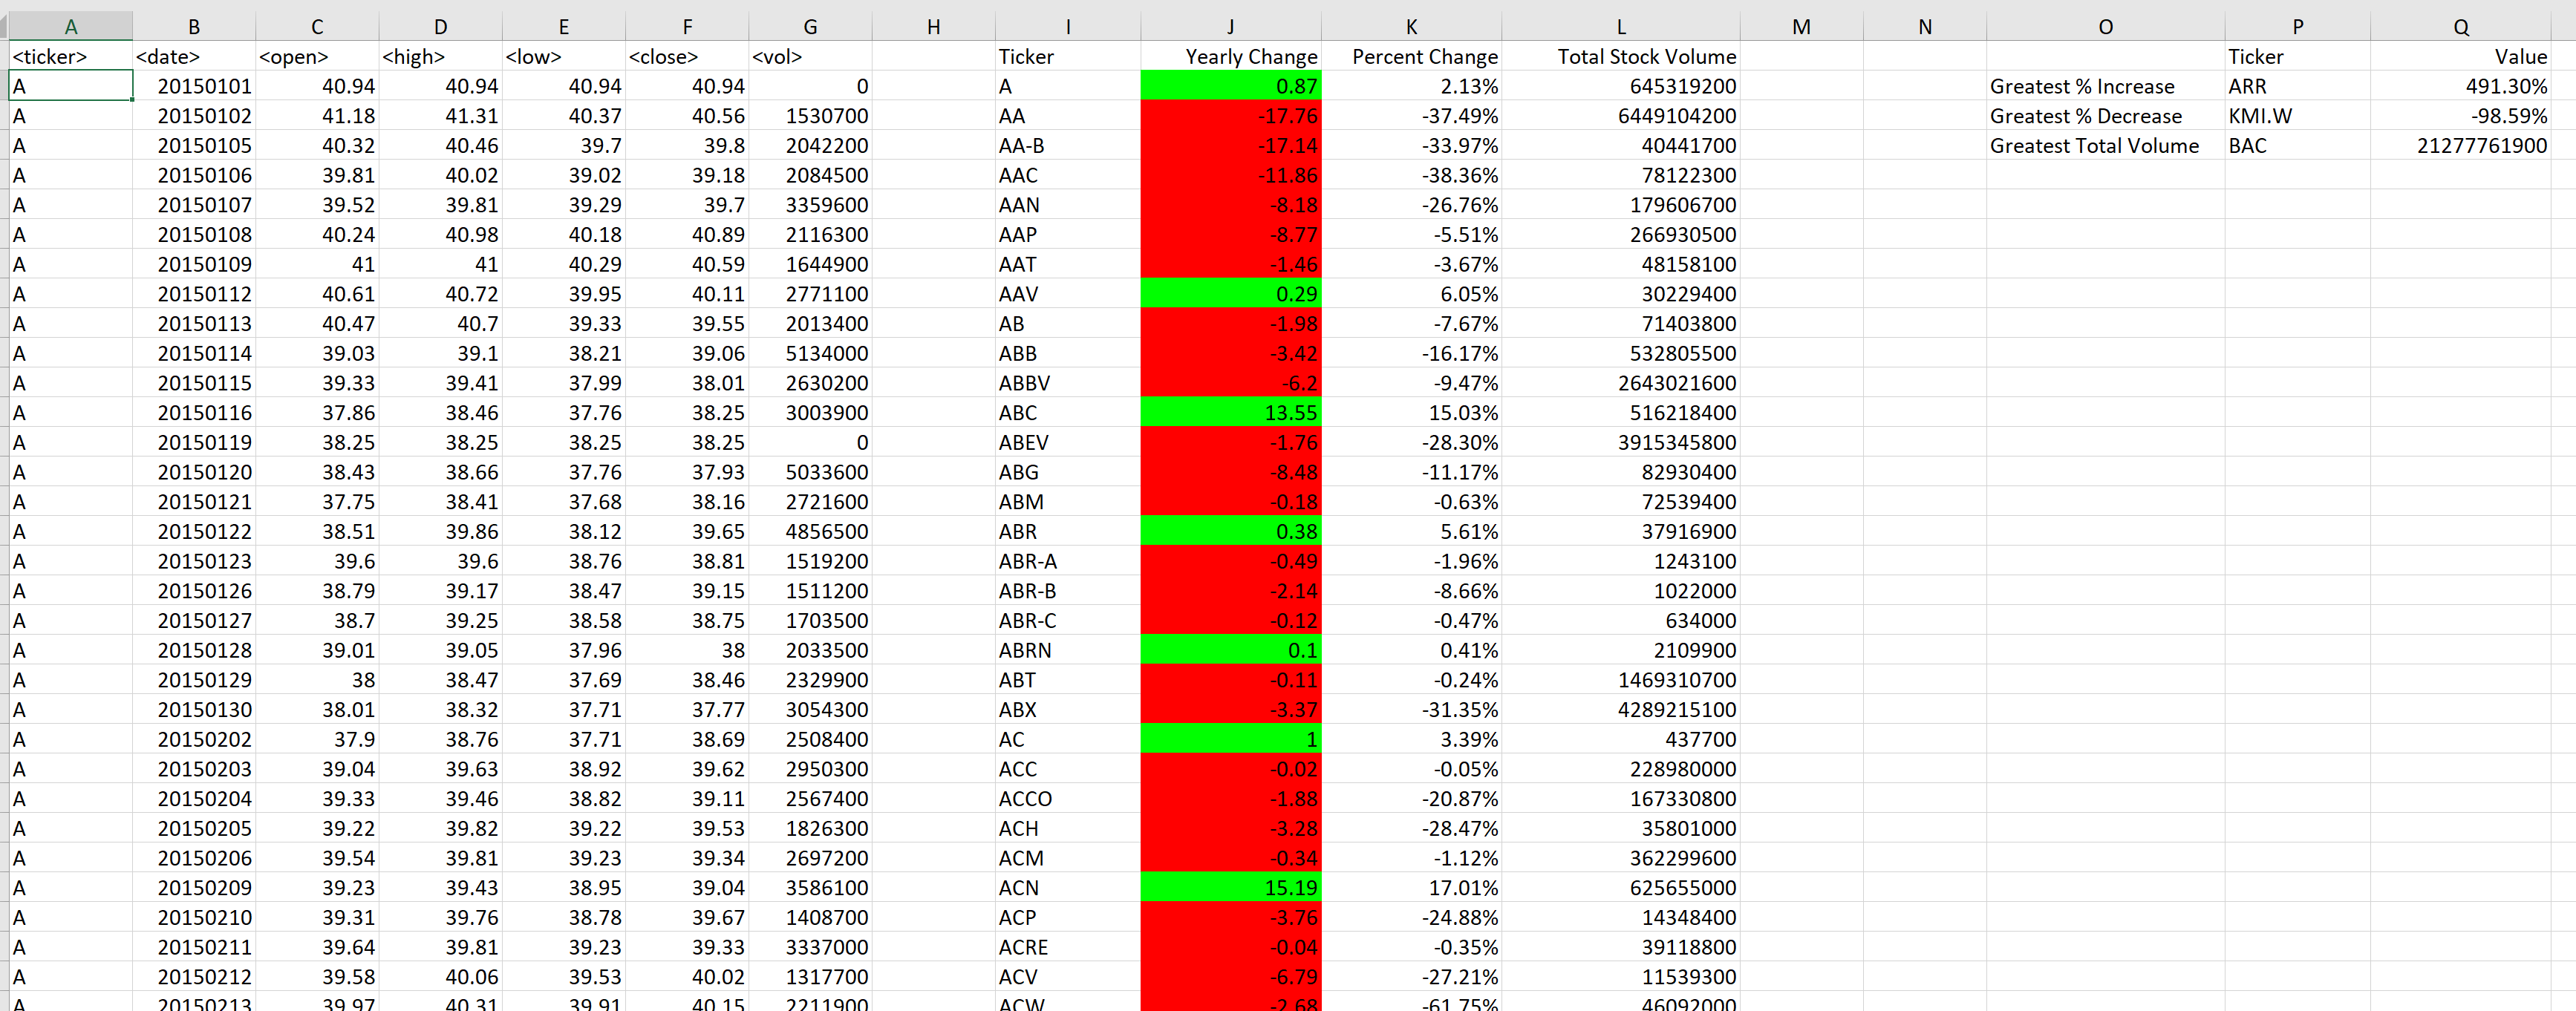 A B C D E F G H I J K L M N O P Q
<ticker> <date> <open> <high> <low> <close> <vol> Ticker Yearly Change Percent Change Total Stock Volume Ticker Value
A 20150101 40.94 40.94 40.94 40.94 0 A 0.87 2.13% 645319200 Greatest % Increase ARR 491.30%
A 20150102 41.18 41.31 40.37 40.56 1530700 AA -17.76 -37.49% 6449104200 Greatest % Decrease KMI.W -98.59%
A 20150105 40.32 40.46 39.7 39.8 2042200 AA-B -17.14 -33.97% 40441700 Greatest Total Volume BAC 21277761900
A 20150106 39.81 40.02 39.02 39.18 2084500 AAC -11.86 -38.36% 78122300
A 20150107 39.52 39.81 39.29 39.7 3359600 AAN -8.18 -26.76% 179606700
A 20150108 40.24 40.98 40.18 40.89 2116300 AAP -8.77 -5.51% 266930500
A 20150109 41 41 40.29 40.59 1644900 AAT -1.46 -3.67% 48158100
A 20150112 40.61 40.72 39.95 40.11 2771100 AAV 0.29 6.05% 30229400
A 20150113 40.47 40.7 39.33 39.55 2013400 AB -1.98 -7.67% 71403800
A 20150114 39.03 39.1 38.21 39.06 5134000 ABB -3.42 -16.17% 532805500
A 20150115 39.33 39.41 37.99 38.01 2630200 ABBV -6.2 -9.47% 2643021600
A 20150116 37.86 38.46 37.76 38.25 3003900 ABC 13.55 15.03% 516218400
A 20150119 38.25 38.25 38.25 38.25 0 ABEV -1.76 -28.30% 3915345800
A 20150120 38.43 38.66 37.76 37.93 5033600 ABG -8.48 -11.17% 82930400
A 20150121 37.75 38.41 37.68 38.16 2721600 ABM -0.18 -0.63% 72539400
A 20150122 38.51 39.86 38.12 39.65 4856500 ABR 0.38 5.61% 37916900
A 20150123 39.6 39.6 38.76 38.81 1519200 ABR-A -0.49 -1.96% 1243100
A 20150126 38.79 39.17 38.47 39.15 1511200 ABR-B -2.14 -8.66% 1022000
A 20150127 38.7 39.25 38.58 38.75 1703500 ABR-C -0.12 -0.47% 634000
A 20150128 39.01 39.05 37.96 38 2033500 ABRN 0.1 0.41% 2109900
A 20150129 38 38.47 37.69 38.46 2329900 ABT -0.11 -0.24% 1469310700
A 20150130 38.01 38.32 37.71 37.77 3054300 ABX -3.37 -31.35% 4289215100
A 20150202 37.9 38.76 37.71 38.69 2508400 AC 1 3.39% 437700
A 20150203 39.04 39.63 38.92 39.62 2950300 ACC -0.02 -0.05% 228980000
A 20150204 39.33 39.46 38.82 39.11 2567400 ACCO -1.88 -20.87% 167330800
A 20150205 39.22 39.82 39.22 39.53 1826300 ACH -3.28 -28.47% 35801000
A 20150206 39.54 39.81 39.23 39.34 2697200 ACM -0.34 -1.12% 362299600
A 20150209 39.23 39.43 38.95 39.04 3586100 ACN 15.19 17.01% 625655000
A 20150210 39.31 39.76 38.78 39.67 1408700 ACP -3.76 -24.88% 14348400
A 20150211 39.64 39.81 39.23 39.33 3337000 ACRE -0.04 -0.35% 39118800
A 20150212 39.58 40.06 39.53 40.02 1317700 ACV -6.79 -27.21% 11539300
A 20150213 39.97 40.31 39.91 40.15 2211900 ACW -2.68 -61.75% 46092000